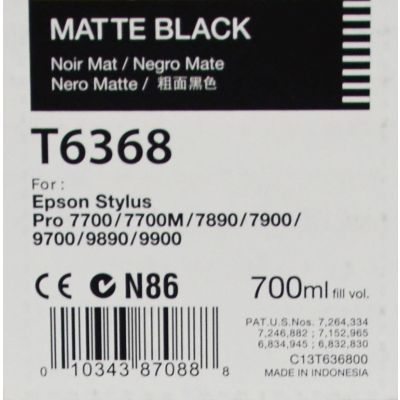 MATTE BLACK
Noir Mat / Negro Mate
Nero Matte / 粗面黑色
T6368
For :
Epson Stylus
Pro 7700/7700M/7890/7900/
9700/9890/9900
CE N86 700ml fill vol.
PAT.U.S.Nos. 7,264,334
7,246,882 ; 7,152,965
6,834,945 ; 6,832,830
C13T636800
MADE IN INDONESIA
0 10343 87088 8